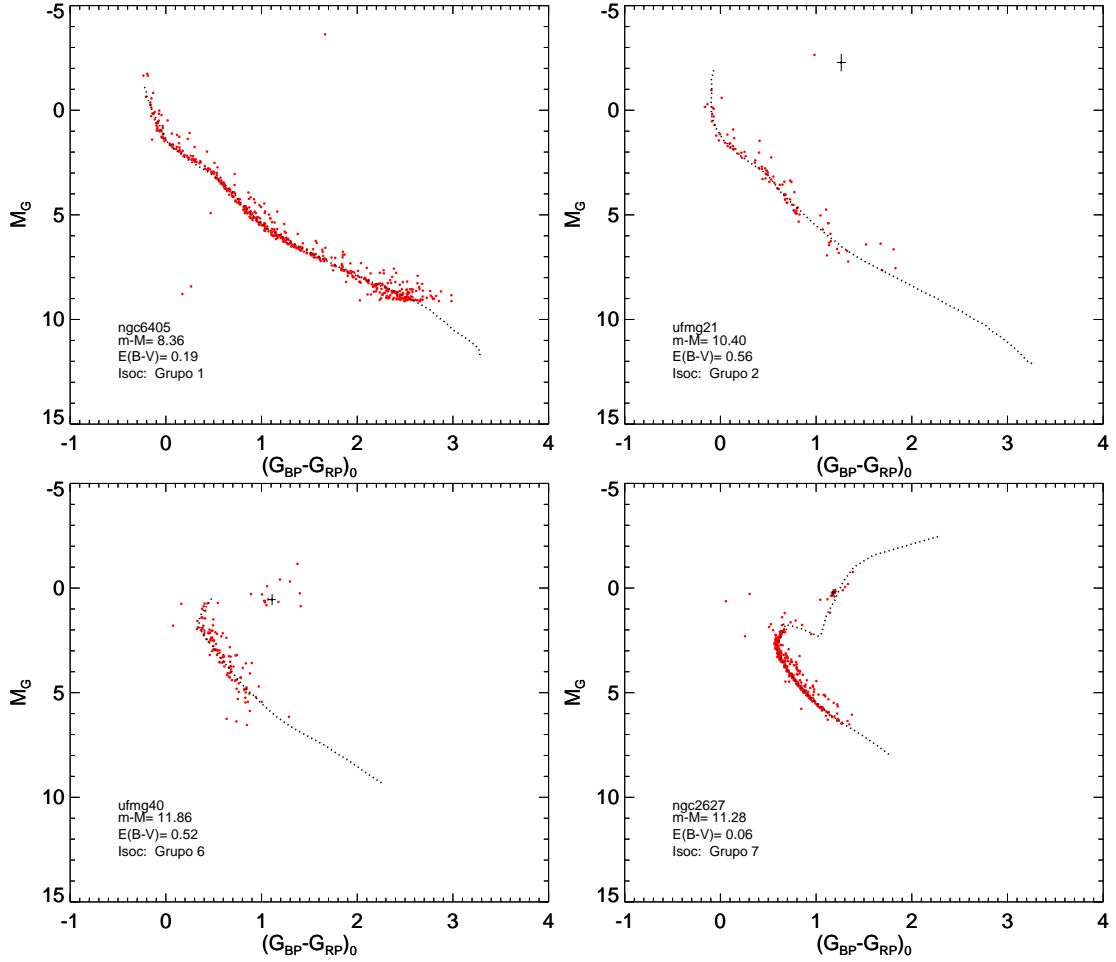 -5
0
5
10
15
M_G
-1 0 1 2 3 4
(G_BP-G_RP)_0
ngc6405
m-M= 8.36
E(B-V)= 0.19
Isoc: Grupo 1
-5
0
5
10
15
M_G
-1 0 1 2 3 4
(G_BP-G_RP)_0
ufmg21
m-M= 10.40
E(B-V)= 0.56
Isoc: Grupo 2
-5
0
5
10
15
M_G
-1 0 1 2 3 4
(G_BP-G_RP)_0
ufmg40
m-M= 11.86
E(B-V)= 0.52
Isoc: Grupo 6
-5
0
5
10
15
M_G
-1 0 1 2 3 4
(G_BP-G_RP)_0
ngc2627
m-M= 11.28
E(B-V)= 0.06
Isoc: Grupo 7